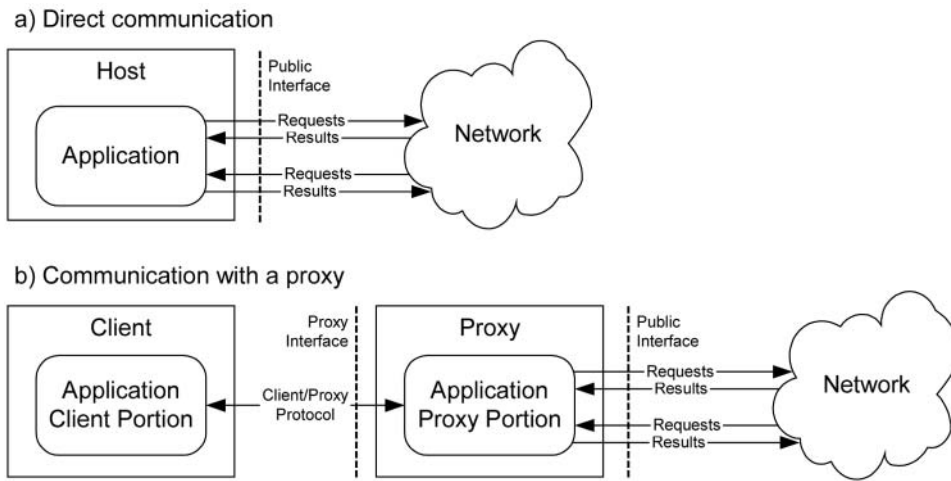 a) Direct communication
Host
Public
Interface
Application
Requests
Results
Requests
Results
Network
b) Communication with a proxy
Client
Application
Client Portion
Proxy
Interface
Client/Proxy
Protocol
Proxy
Application
Proxy Portion
Public
Interface
Requests
Results
Requests
Results
Network